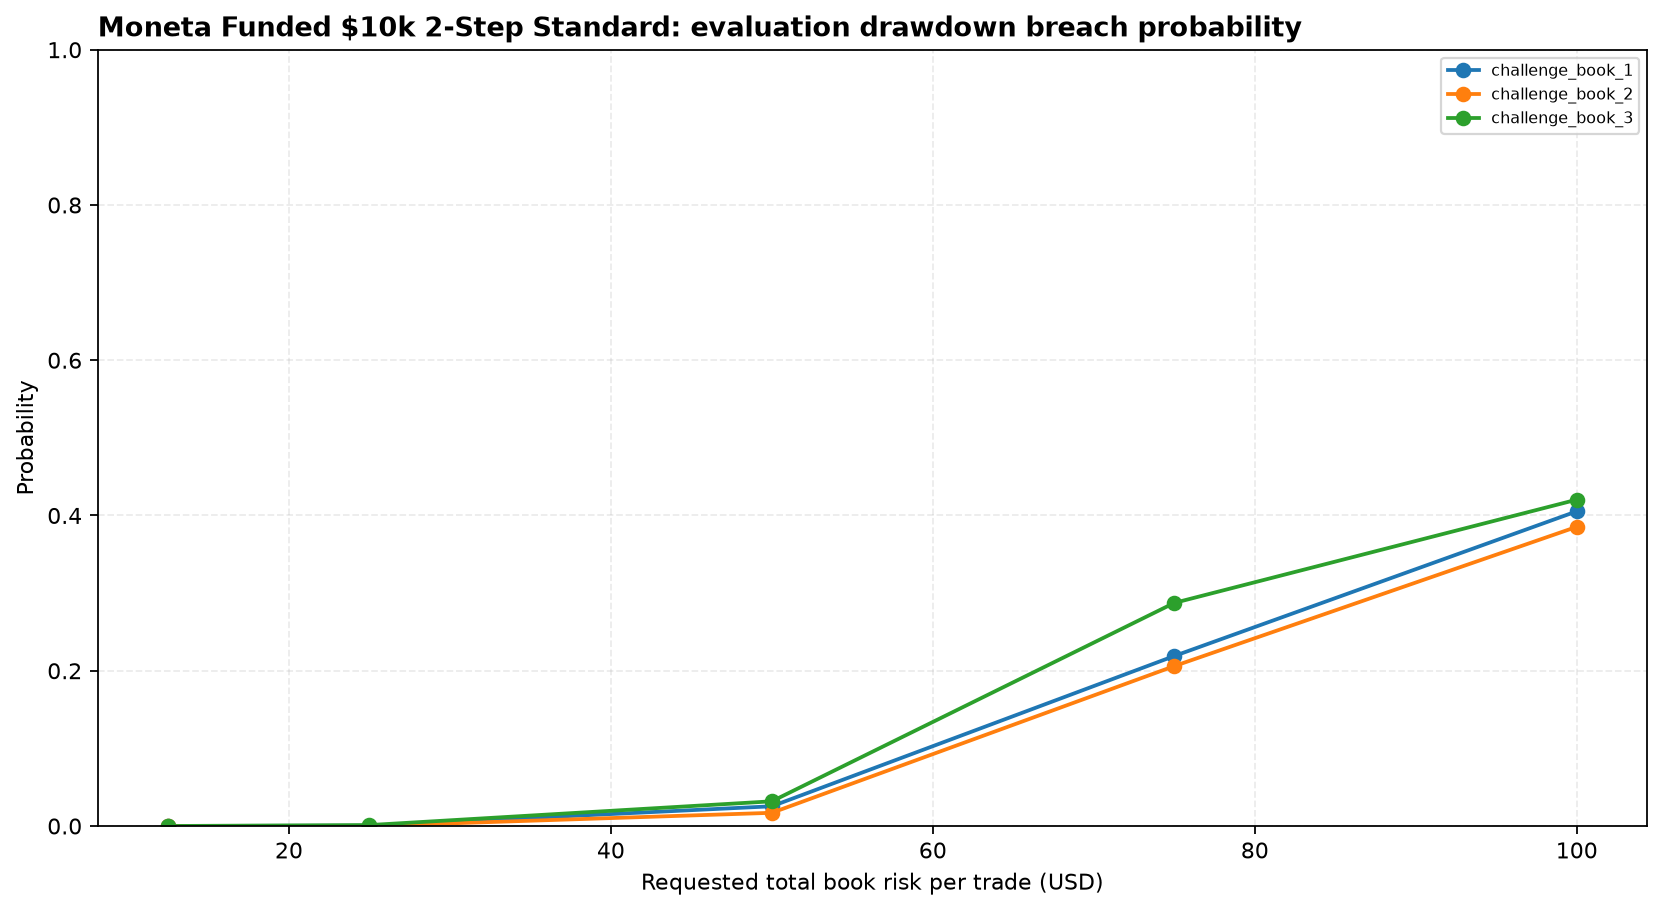 Moneta Funded $10k 2-Step Standard: evaluation drawdown breach probability
1.0
0.8
0.6
0.4
0.2
0.0
Probability
challenge_book_1
challenge_book_2
challenge_book_3
20 40 60 80 100
Requested total book risk per trade (USD)